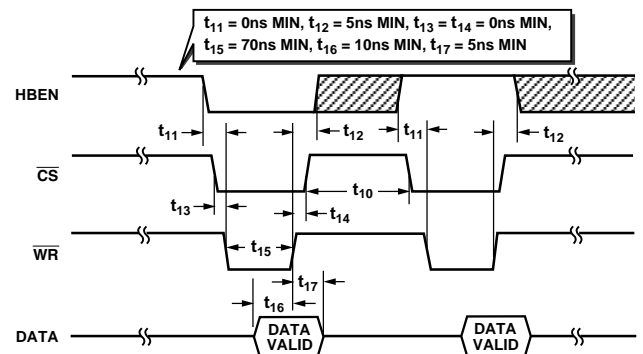 t11 = 0ns MIN, t12 = 5ns MIN, t13 = t14 = 0ns MIN,
t15 = 70ns MIN, t16 = 10ns MIN, t17 = 5ns MIN
HBEN
t11
t12
t11
t12
CS
t10
t13
t14
WR
t15
t17
t16
DATA
DATA
VALID
DATA
VALID